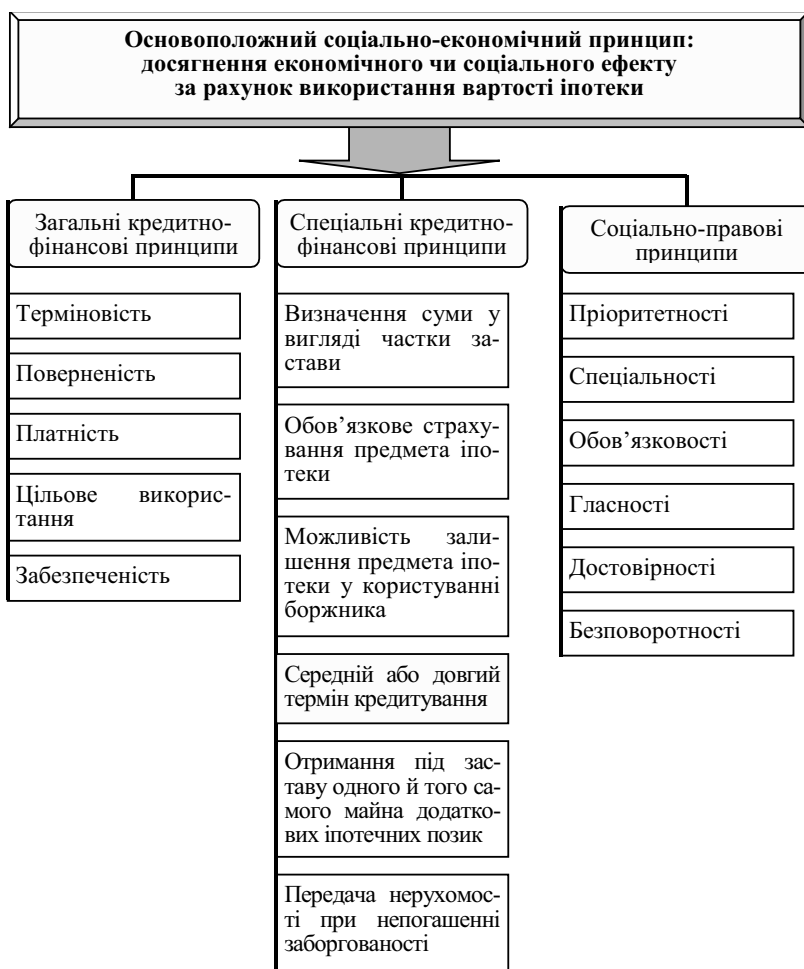 Основоположний соціально-економічний принцип:
досягнення економічного чи соціального ефекту
за рахунок використання вартості іпотеки
Загальні кредитно-
фінансові принципи
Терміновість
Поверненість
Платність
Цільове викорис-
тання
Забезпеченість
Спеціальні кредитно-
фінансові принципи
Визначення суми у
вигляді частки за-
стави
Обов’язкове страху-
вання предмета іпо-
теки
Можливість зали-
шення предмета іпо-
теки у користуванні
боржника
Середній або довгий
термін кредитування
Отримання під зас-
таву одного й того са-
мого майна додатко-
вих іпотечних позик
Передача нерухомос-
ті при непогашенні
заборгованості
Соціально-правові
принципи
Пріоритетності
Спеціальності
Обов’язковості
Гласності
Достовірності
Безповоротності